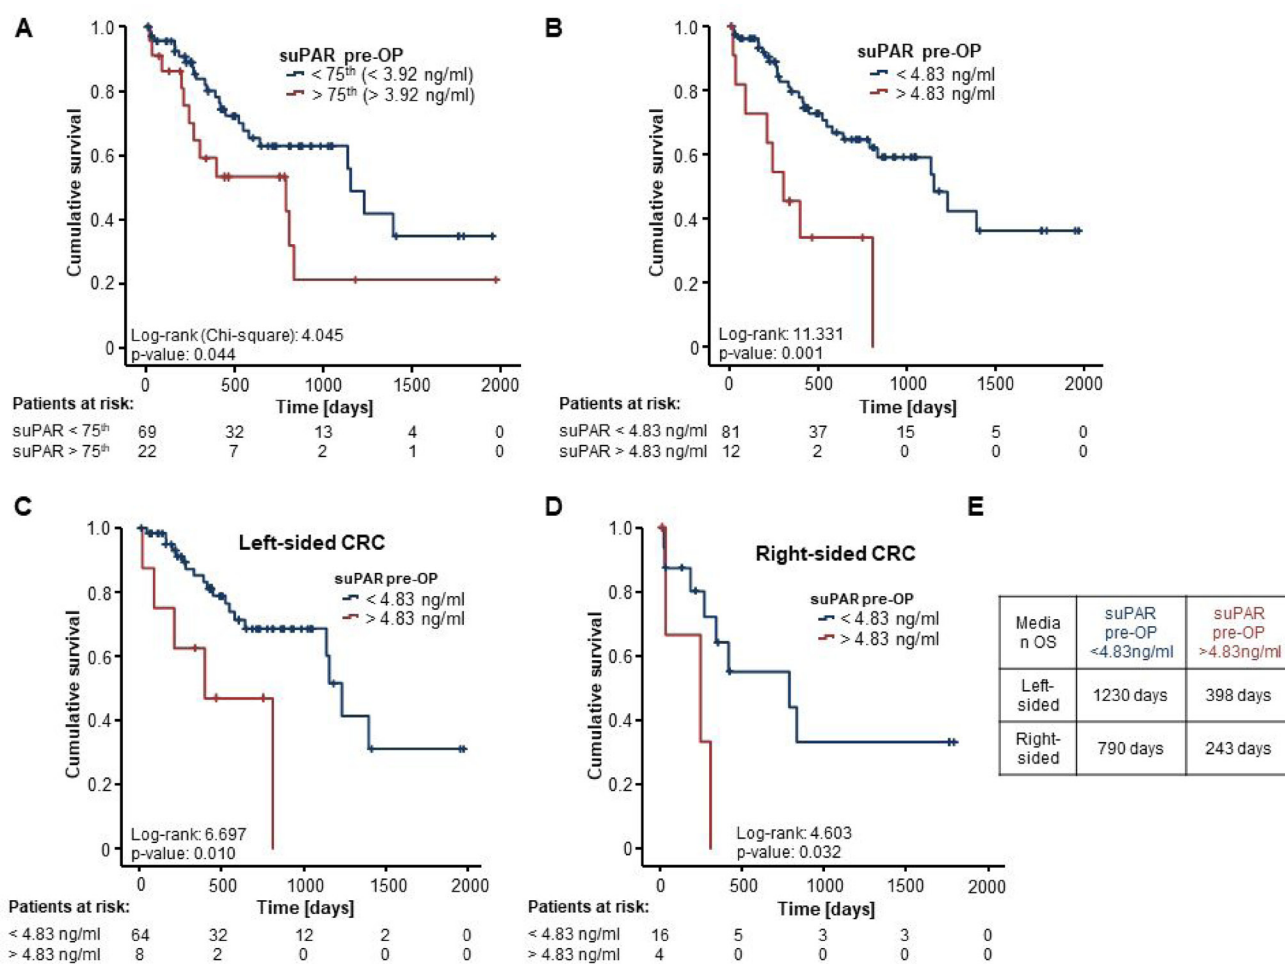 A
suPAR pre-OP
< 75th (< 3.92 ng/ml)
> 75th (> 3.92 ng/ml)
1.0
0.8
0.6
0.4
0.2
0
Cumulative survival
Log-rank (Chi-square): 4.045
p-value: 0.044
0 500 1000 1500 2000
Time [days]
Patients at risk:
suPAR < 75th 69 32 13 4 0
suPAR > 75th 22 7 2 1 0
B
suPAR pre-OP
< 4.83 ng/ml
> 4.83 ng/ml
1.0
0.8
0.6
0.4
0.2
0
Cumulative survival
Log-rank: 11.331
p-value: 0.001
0 500 1000 1500 2000
Time [days]
Patients at risk:
suPAR < 4.83 ng/ml 81 37 15 5 0
suPAR > 4.83 ng/ml 12 2 0 0 0
C
Left-sided CRC
suPAR pre-OP
< 4.83 ng/ml
> 4.83 ng/ml
1.0
0.8
0.6
0.4
0.2
0
Cumulative survival
Log-rank: 6.697
p-value: 0.010
0 500 1000 1500 2000
Time [days]
Patients at risk:
< 4.83 ng/ml 64 32 12 2 0
> 4.83 ng/ml 8 2 0 0 0
D
Right-sided CRC
suPAR pre-OP
< 4.83 ng/ml
> 4.83 ng/ml
1.0
0.8
0.6
0.4
0.2
0
Cumulative survival
Log-rank: 4.603
p-value: 0.032
0 500 1000 1500 2000
Time [days]
Patients at risk:
< 4.83 ng/ml 16 5 3 3 0
> 4.83 ng/ml 4 0 0 0 0
E
Media
n OS
suPAR
pre-OP
<4.83ng/ml
suPAR
pre-OP
>4.83ng/ml
Left-
sided
1230 days
398 days
Right-
sided
790 days
243 days